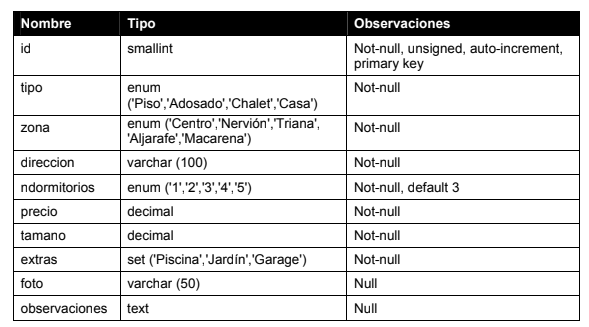 Nombre Tipo Observaciones
id smallint Not-null, unsigned, auto-increment,
primary key
tipo enum Not-null
('Piso','Adosado','Chalet','Casa')
zona enum ('Centro','Nervión','Triana', Not-null
'Aljarafe','Macarena')
direccion varchar (100) Not-null
ndormitorios enum ('1','2','3','4','5') Not-null, default 3
precio decimal Not-null
tamano decimal Not-null
extras set ('Piscina','Jardín','Garage') Not-null
foto varchar (50) Null
observaciones text Null